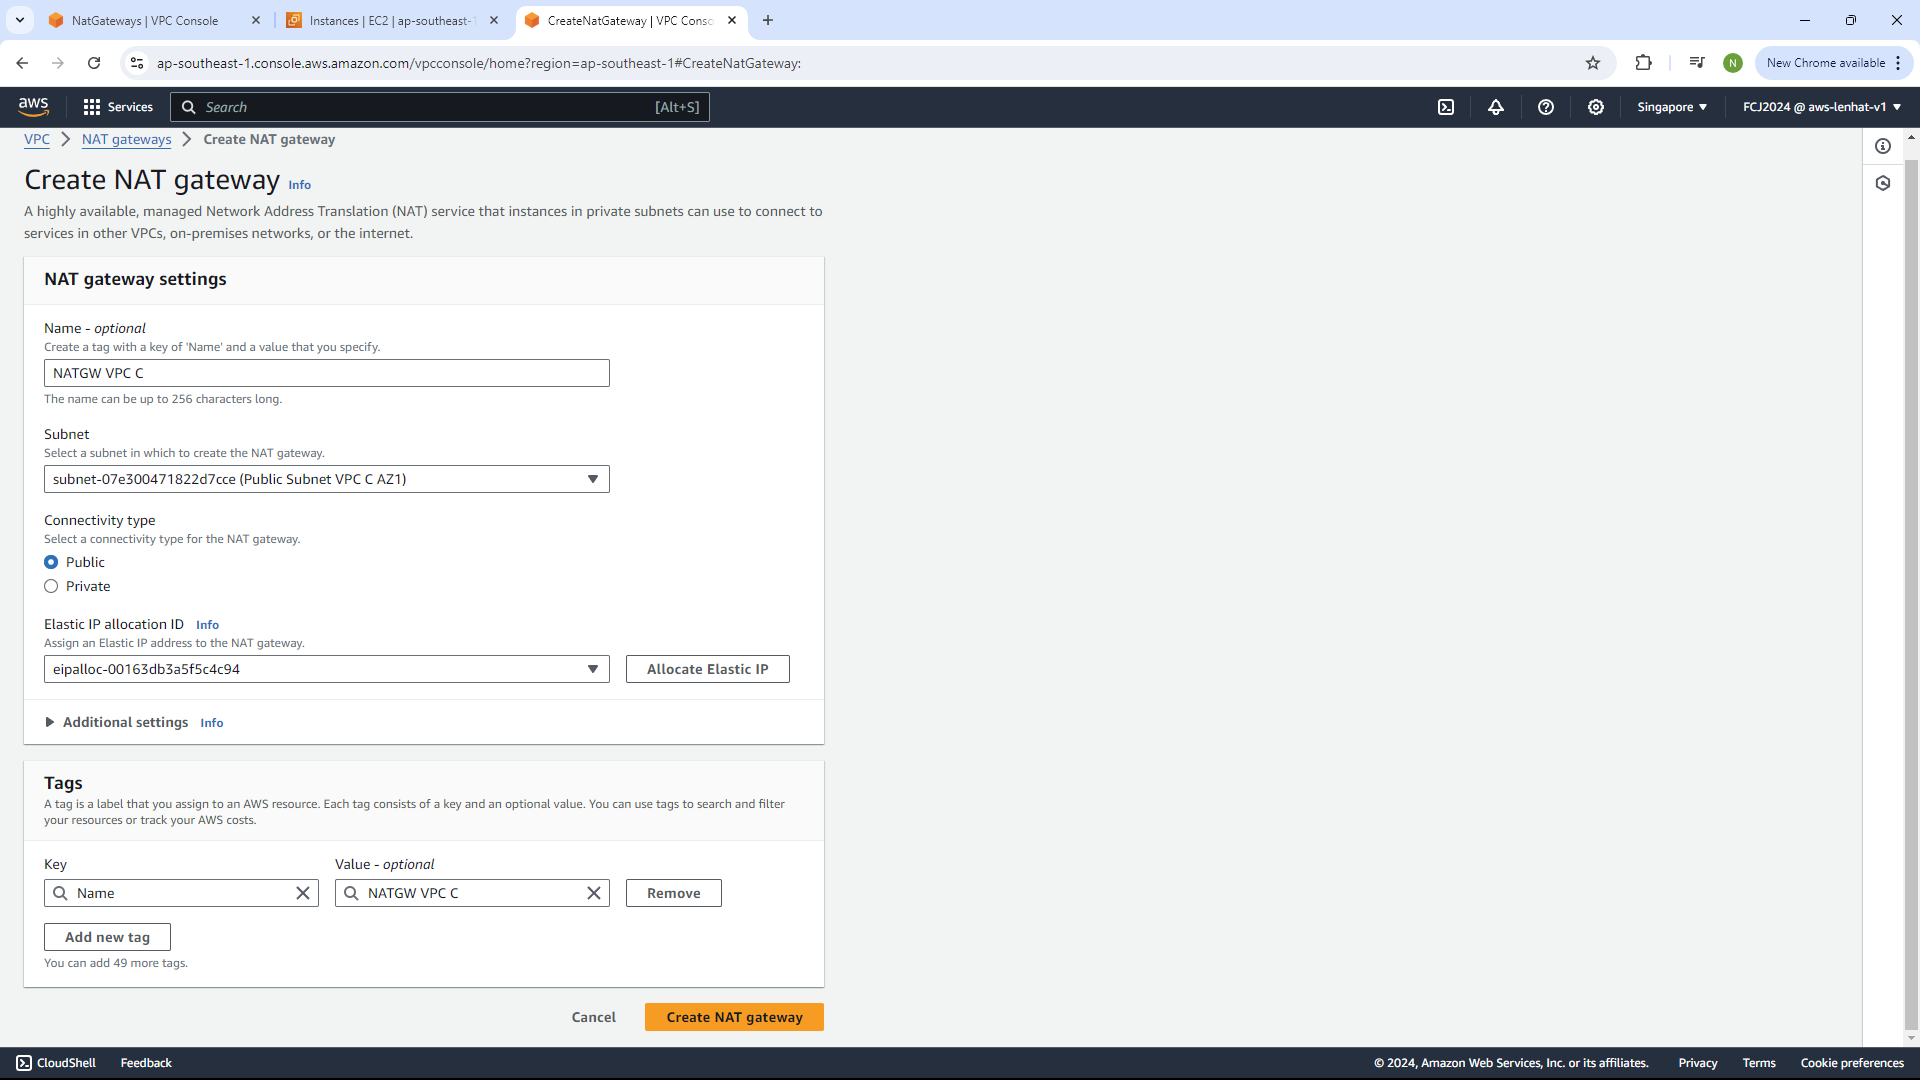 NatGateways | VPC Console
Instances | EC2 | ap-southeast-1
CreateNatGateway | VPC Conso
ap-southeast-1.console.aws.amazon.com/vpcconsole/home?region=ap-southeast-1#CreateNatGateway:
N
New Chrome available
aws
Services
Search
[Alt+S]
Singapore
FCJ2024 @ aws-lenhat-v1
VPC
NAT gateways
Create NAT gateway
Create NAT gateway Info
A highly available, managed Network Address Translation (NAT) service that instances in private subnets can use to connect to
services in other VPCs, on-premises networks, or the internet.
NAT gateway settings
Name - optional
Create a tag with a key of 'Name' and a value that you specify.
NATGW VPC C
The name can be up to 256 characters long.
Subnet
Select a subnet in which to create the NAT gateway.
subnet-07e300471822d7cce (Public Subnet VPC C AZ1)
Connectivity type
Select a connectivity type for the NAT gateway.
Public
Private
Elastic IP allocation ID Info
Assign an Elastic IP address to the NAT gateway.
eipalloc-00163db3a5f5c4c94
Allocate Elastic IP
Additional settings Info
Tags
A tag is a label that you assign to an AWS resource. Each tag consists of a key and an optional value. You can use tags to search and filter
your resources or track your AWS costs.
Key
Value - optional
Name
NATGW VPC C
Remove
Add new tag
You can add 49 more tags.
Cancel
Create NAT gateway
CloudShell
Feedback
© 2024, Amazon Web Services, Inc. or its affiliates.
Privacy
Terms
Cookie preferences